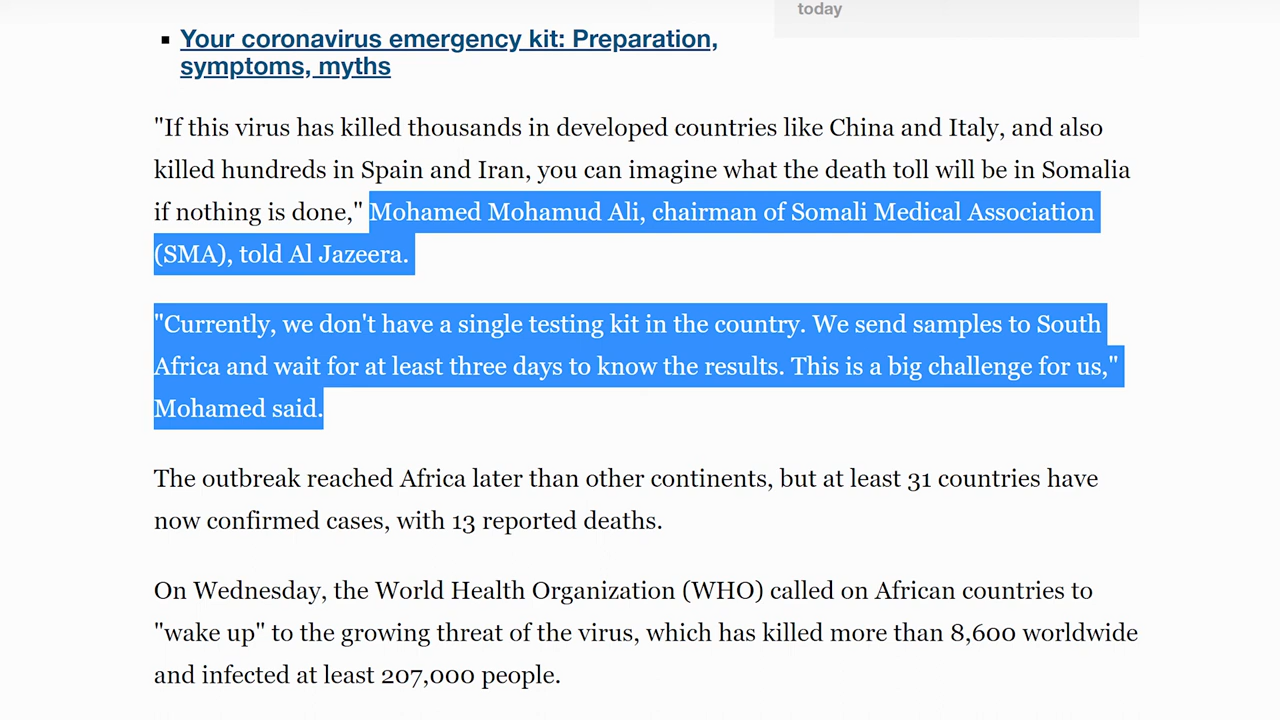 today
▪ Your coronavirus emergency kit: Preparation,
symptoms, myths
"If this virus has killed thousands in developed countries like China and Italy, and also
killed hundreds in Spain and Iran, you can imagine what the death toll will be in Somalia
if nothing is done," Mohamed Mohamud Ali, chairman of Somali Medical Association
(SMA), told Al Jazeera.
"Currently, we don't have a single testing kit in the country. We send samples to South
Africa and wait for at least three days to know the results. This is a big challenge for us,"
Mohamed said.
The outbreak reached Africa later than other continents, but at least 31 countries have
now confirmed cases, with 13 reported deaths.
On Wednesday, the World Health Organization (WHO) called on African countries to
"wake up" to the growing threat of the virus, which has killed more than 8,600 worldwide
and infected at least 207,000 people.